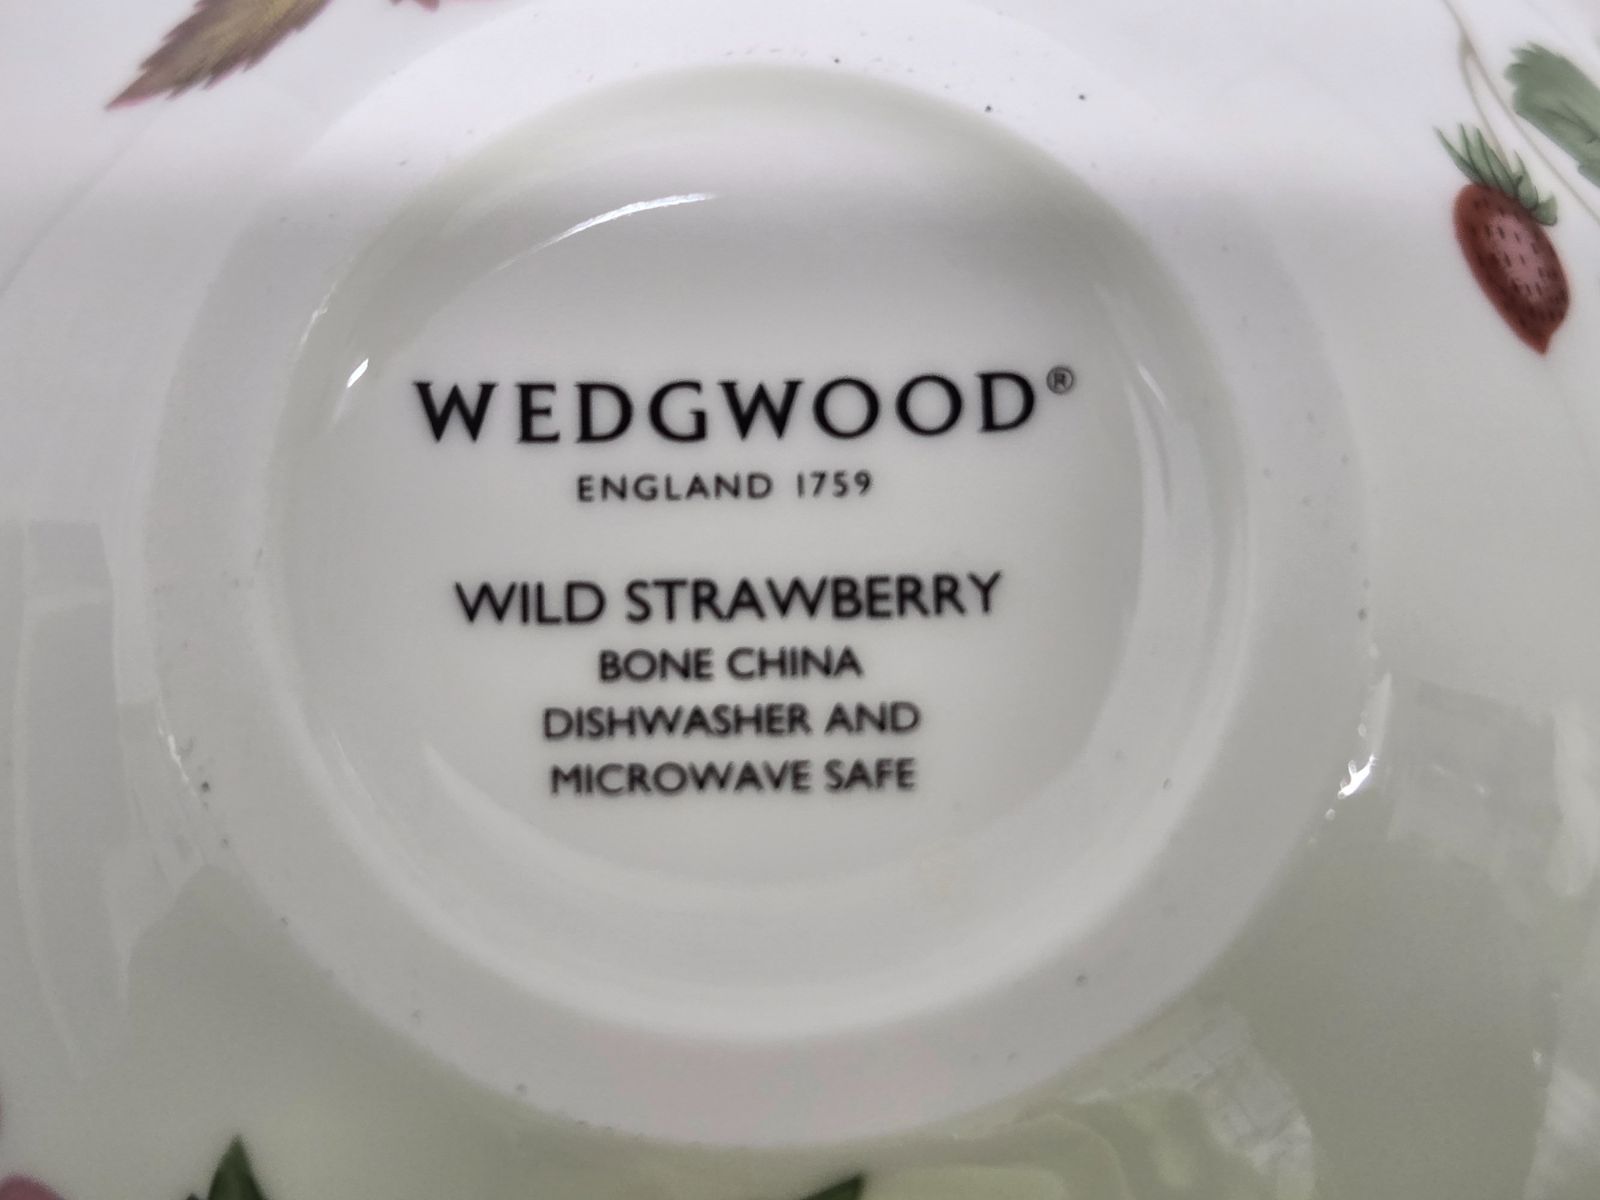 WEDGWOOD®
ENGLAND 1759
WILD STRAWBERRY
BONE CHINA
DISHWASHER AND
MICROWAVE SAFE